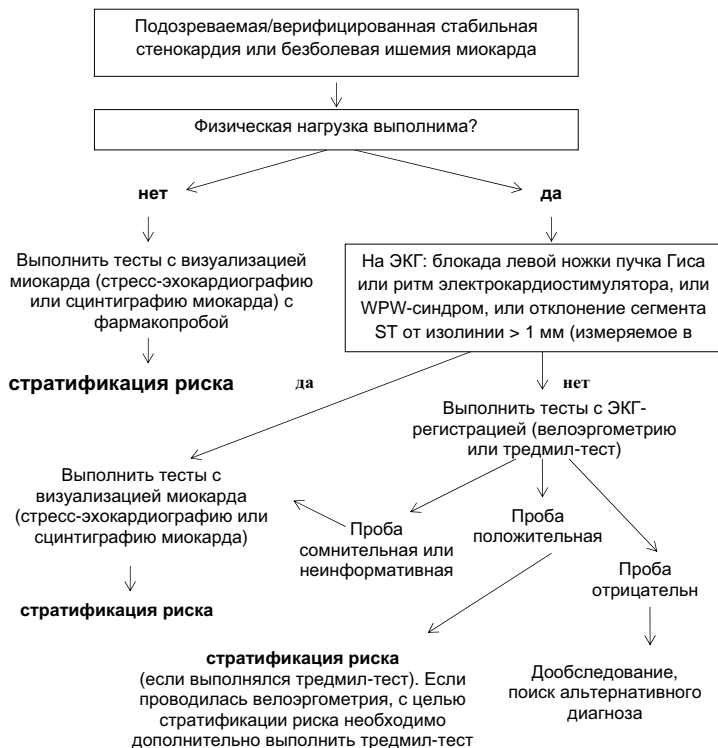 Подозреваемая/верифицированная стабильная
стенокардия или безболевая ишемия миокарда
Физическая нагрузка выполнима?
нет
да
Выполнить тесты с визуализацией
миокарда (стресс-эхокардиографию
или сцинтиграфию миокарда) с
фармакопробой
На ЭКГ: блокада левой ножки пучка Гиса
или ритм электрокардиостимулятора, или
WPW-синдром, или отклонение сегмента
ST от изолинии > 1 мм (измеряемое в
стратификация риска
да
нет
Выполнить тесты с ЭКГ-
регистрацией (велоэргометрию
или тредмил-тест)
Выполнить тесты с
визуализацией миокарда
(стресс-эхокардиографию или
сцинтиграфию миокарда)
Проба
сомнительная или
неинформативная
Проба
положительная
Проба
отрицательн
стратификация риска
стратификация риска
(если выполнялся тредмил-тест). Если
проводилась велоэргометрия, с целью
стратификации риска необходимо
дополнительно выполнить тредмил-тест
Дообследование,
поиск альтернативного
диагноза